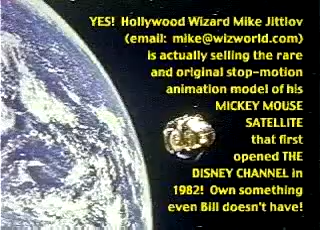 YES! Hollywood Wizard Mike Jittlov
(email: mike@wizworld.com)
is actually selling the rare
and original stop-motion
animation model of his
MICKEY MOUSE
SATELLITE
that first
opened THE
DISNEY CHANNEL in
1982! Own something
even Bill doesn't have!